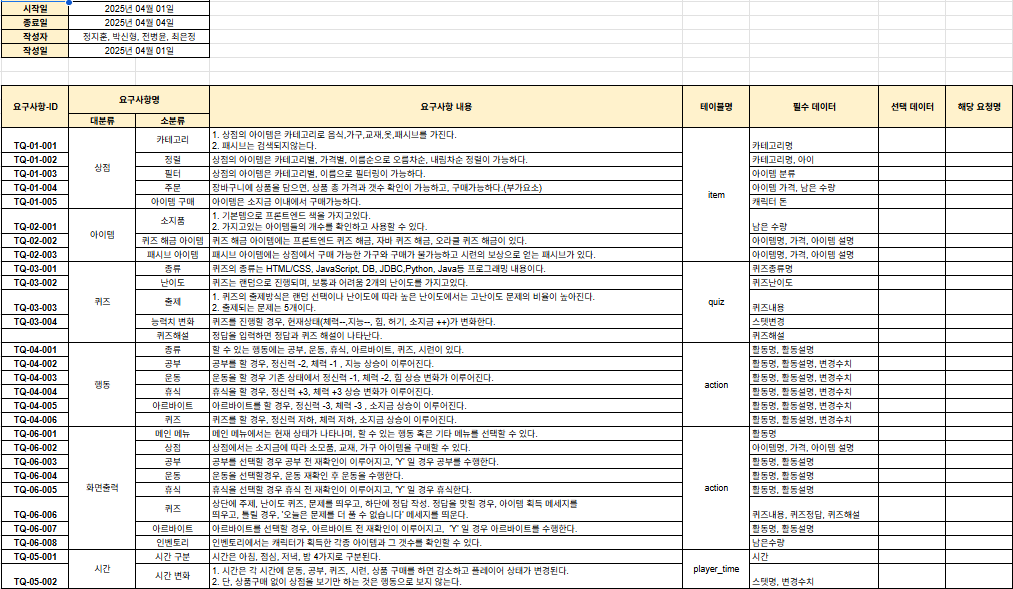 시작일 2025년 04월 01일
종료일 2025년 04월 04일
작성자 정지훈, 박신형, 전병윤, 최은정
작성일 2025년 04월 01일
요구사항-ID 요구사항명 요구사항 내용 테이블명 필수 데이터 선택 데이터 해당 요청명
대분류 소분류
TQ-01-001 상점 카테고리 1. 상점의 아이템은 카테고리로 음식,가구,교재,옷,패시브를 가진다.
2. 패시브는 검색되지않는다. item 카테고리명
TQ-01-002 정렬 상점의 아이템은 카테고리별, 가격별, 이름순으로 오름차순, 내림차순 정렬이 가능하다. 카테고리명, 아이
TQ-01-003 필터 상점의 아이템은 카테고리별, 이름으로 필터링이 가능하다. 아이템 분류
TQ-01-004 주문 장바구니에 상품을 담으면, 상품 총 가격과 갯수 확인이 가능하고, 구매가능하다.(부가요소) 아이템 가격, 남은 수량
TQ-01-005 아이템 구매 아이템은 소지금 이내에서 구매가능하다. 캐릭터 돈
TQ-02-001 아이템 소지품 1. 기본템으로 프론트엔드 책을 가지고있다.
2. 가지고있는 아이템들의 개수를 확인하고 사용할 수 있다. 남은 수량
TQ-02-002 퀴즈 해금 아이템 퀴즈 해금 아이템에는 프론트엔드 퀴즈 해금, 자바 퀴즈 해금, 오라클 퀴즈 해금이 있다. 아이템명, 가격, 아이템 설명
TQ-02-003 패시브 아이템 패시브 아이템에는 상점에서 구매 가능한 가구와 구매가 불가능하고 시련의 보상으로 얻는 패시브가 있다. 아이템명, 가격, 아이템 설명
TQ-03-001 퀴즈 종류 퀴즈의 종류는 HTML/CSS, JavaScript, DB, JDBC,Python, Java등 프로그래밍 내용이다. quiz 퀴즈종류명
TQ-03-002 난이도 퀴즈는 랜덤으로 진행되며, 보통과 어려움 2개의 난이도를 가지고있다. 퀴즈난이도
TQ-03-003 출제 1. 퀴즈의 출제방식은 랜덤 선택이나 난이도에 따라 높은 난이도에서는 고난이도 문제의 비율이 높아진다.
2. 출제되는 문제는 5개이다. 퀴즈내용
TQ-03-004 능력치 변화 퀴즈를 진행할 경우, 현재상태(체력--,지능--, 힘, 허기, 소지금 ++)가 변화한다. 스텟변경
퀴즈해설 정답을 입력하면 정답과 퀴즈 해설이 나타난다. 퀴즈해설
TQ-04-001 행동 종류 할 수 있는 행동에는 공부, 운동, 휴식, 아르바이트, 퀴즈, 시련이 있다. action 활동명, 활동설명
TQ-04-002 공부 공부를 할 경우, 정신력 -2, 체력 -1 , 지능 상승이 이루어진다. 활동명, 활동설명, 변경수치
TQ-04-003 운동 운동을 할 경우 기존 상태에서 정신력 -1, 체력 -2, 힘 상승 변화가 이루어진다. 활동명, 활동설명, 변경수치
TQ-04-004 휴식 휴식을 할 경우, 정신력 +3, 체력 +3 상승 변화가 이루어진다. 활동명, 활동설명, 변경수치
TQ-04-005 아르바이트 아르바이트를 할 경우, 정신력 -3, 체력 -3 , 소지금 상승이 이루어진다. 활동명, 활동설명, 변경수치
TQ-04-006 퀴즈 퀴즈를 할 경우, 정신력 저하, 체력 저하, 소지금 상승이 이루어진다. 활동명, 활동설명, 변경수치
TQ-06-001 화면출력 메인 메뉴 메인 메뉴에서는 현재 상태가 나타나며, 할 수 있는 행동 혹은 기타 메뉴를 선택할 수 있다. action 활동명
TQ-06-002 상점 상점에서는 소지금에 따라 소모품, 교재, 가구 아이템을 구매할 수 있다. 아이템명, 가격, 아이템 설명
TQ-06-003 공부 공부를 선택할 경우 공부 전 재확인이 이루어지고, 'Y' 일 경우 공부를 수행한다. 활동명, 활동설명
TQ-06-004 운동 운동을 선택할경우, 운동 재확인 후 운동을 수행한다. 활동명, 활동설명
TQ-06-005 휴식 휴식을 선택할 경우 휴식 전 재확인이 이루어지고, 'Y' 일 경우 휴식한다. 활동명, 활동설명
TQ-06-006 퀴즈 상단에 주제, 난이도 퀴즈, 문제를 띄우고, 하단에 정답 작성. 정답을 맞힐 경우, 아이템 획득 메세지를
띄우고, 틀릴 경우, '오늘은 문제를 더 풀 수 없습니다' 메세지를 띄운다. 퀴즈내용, 퀴즈정답, 퀴즈해설
TQ-06-007 아르바이트 아르바이트를 선택할 경우, 아르바이트 전 재확인이 이루어지고, 'Y' 일 경우 아르바이트를 수행한다. 활동명, 활동설명
TQ-06-008 인벤토리 인벤토리에서는 캐릭터가 획득한 각종 아이템과 그 갯수를 확인할 수 있다. 남은수량
TQ-05-001 시간 시간 구분 시간은 아침, 점심, 저녁, 밤 4가지로 구분된다. player_time 시간
TQ-05-002 시간 변화 1. 시간은 각 시간에 운동, 공부, 퀴즈, 시련, 상품 구매를 하면 감소하고 플레이어 상태가 변경된다.
2. 단, 상품구매 없이 상점을 보기만 하는 것은 행동으로 보지 않는다. 스텟명, 변경수치